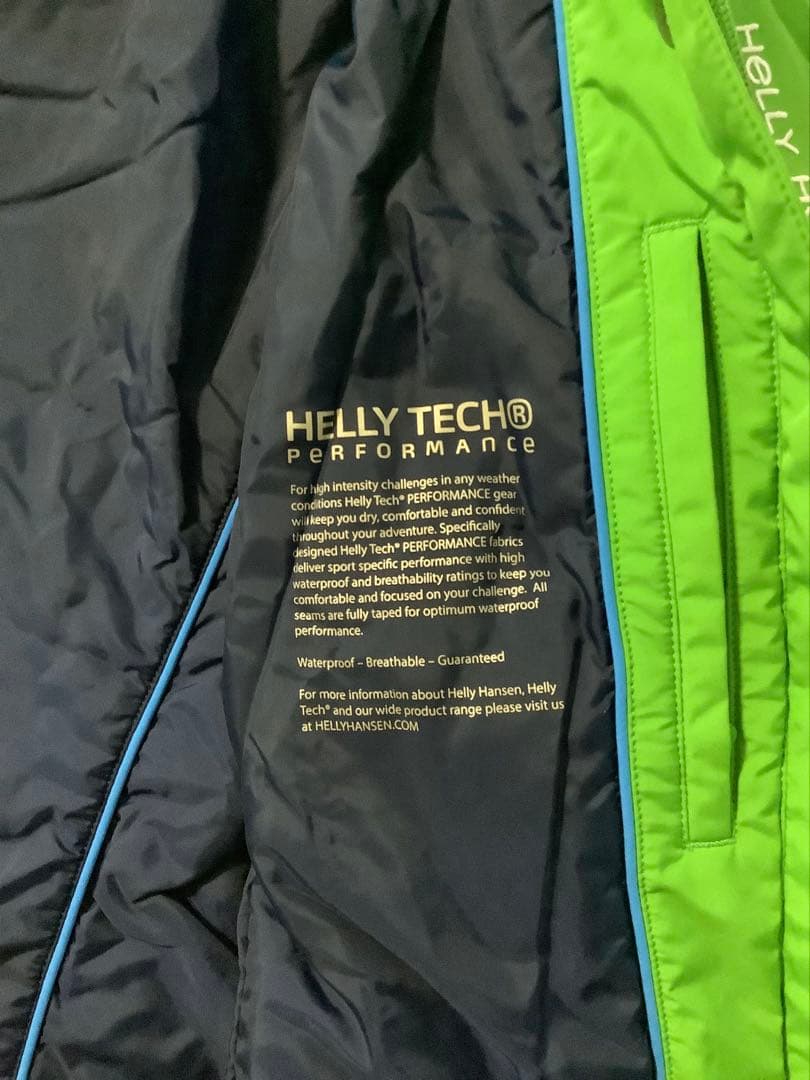 HeLLY H
HELLY TECH®
PeRFORMAnce
For high intensity challenges in any weather
conditions Helly Tech® PERFORMANCE gear
will keep you dry, comfortable and confident
throughout your adventure. Specifically
designed Helly Tech® PERFORMANCE fabrics
deliver sport specific performance with high
waterproof and breathability ratings to keep you
comfortable and focused on your challenge. All
seams are fully taped for optimum waterproof
performance.
Waterproof – Breathable – Guaranteed
For more information about Helly Hansen, Helly
Tech® and our wide product range please visit us
at HELLYHANSEN.COM